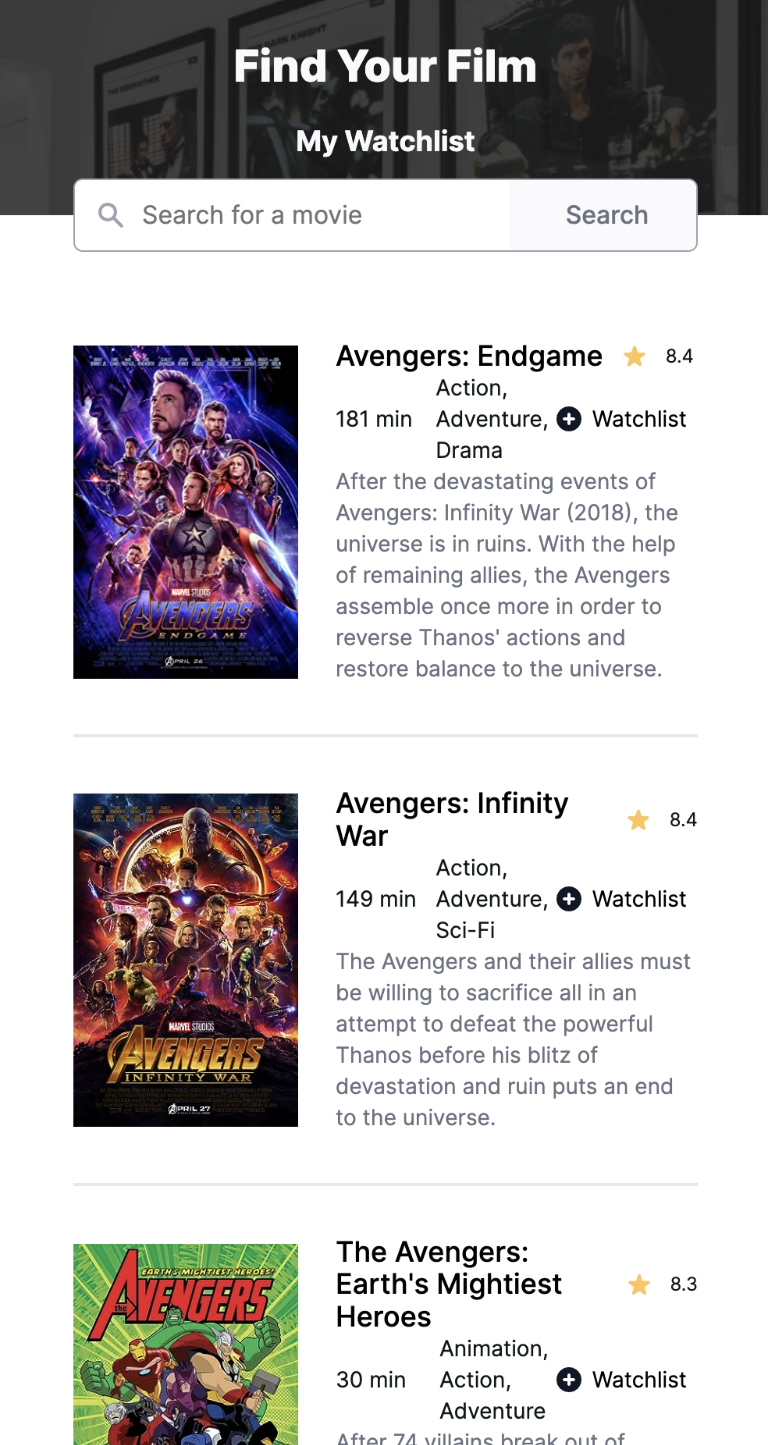 THE GODFATHER
DARK KNIGHT
Find Your Film
My Watchlist
Search for a movie Search
Avengers: Endgame 8.4
Action,
181 min Adventure, Watchlist
Drama
After the devastating events of
Avengers: Infinity War (2018), the
universe is in ruins. With the help
of remaining allies, the Avengers
assemble once more in order to
reverse Thanos' actions and
restore balance to the universe.
MARVEL STUDIOS
AVENGERS
ENDGAME
APRIL 26
Avengers: Infinity
War 8.4
Action,
149 min Adventure, Watchlist
Sci-Fi
The Avengers and their allies must
be willing to sacrifice all in an
attempt to defeat the powerful
Thanos before his blitz of
devastation and ruin puts an end
to the universe.
MARVEL STUDIOS
AVENGERS
INFINITY WAR
APRIL 27
The Avengers:
Earth's Mightiest 8.3
Heroes
Animation,
30 min Action, Watchlist
Adventure
After 74 villains break out of
EARTH'S MIGHTIEST HEROES!
the AVENGERS